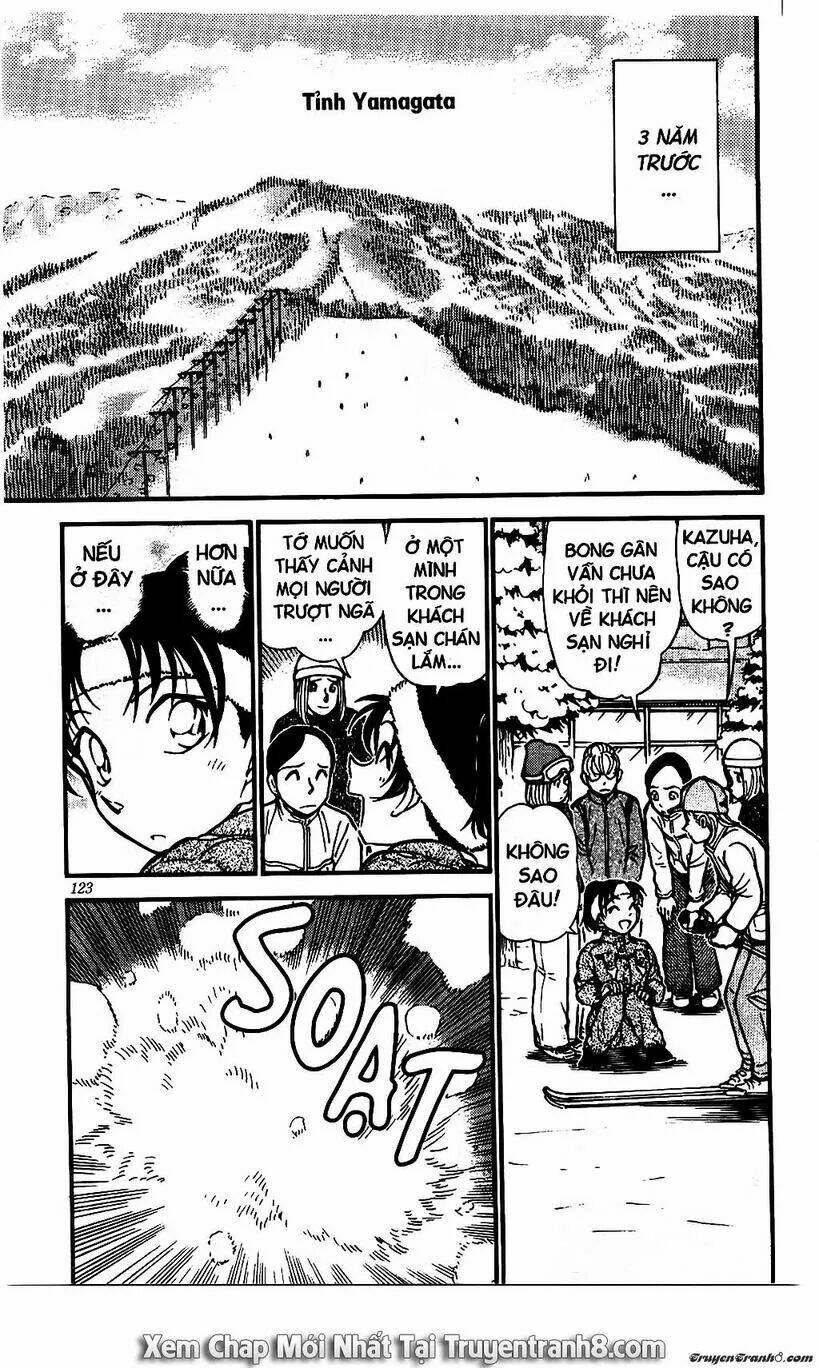 Tỉnh Yamagata
3 NĂM
TRƯỚC
...
KAZUHA,
CẬU CÓ
SAO
KHÔNG
?
BONG GÂN
VẪN CHƯA
KHỎI THÌ NÊN
VỀ KHÁCH
SẠN NGHỈ
ĐI!
KHÔNG
SAO
ĐÂU!
Ở MỘT
MÌNH
TRONG
KHÁCH
SẠN CHÁN
LẮM...
TỚ MUỐN
THẤY CẢNH
MỌI NGƯỜI
TRƯỢT NGÃ
...
HƠN
NỮA
...
NẾU
Ở ĐÂY
...
123
SOẠT
Xem Chap Mới Nhất Tại Truyentranh8.com
TruyenTranh8.com